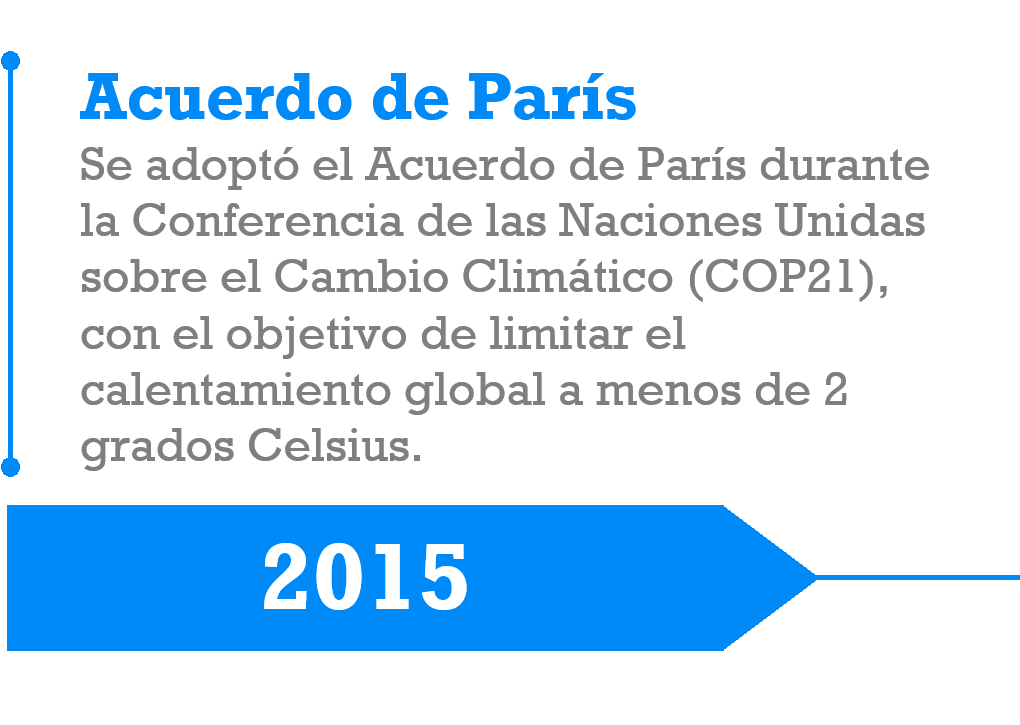 Acuerdo de París
Se adoptó el Acuerdo de París durante
la Conferencia de las Naciones Unidas
sobre el Cambio Climático (COP21),
con el objetivo de limitar el
calentamiento global a menos de 2
grados Celsius.
2015